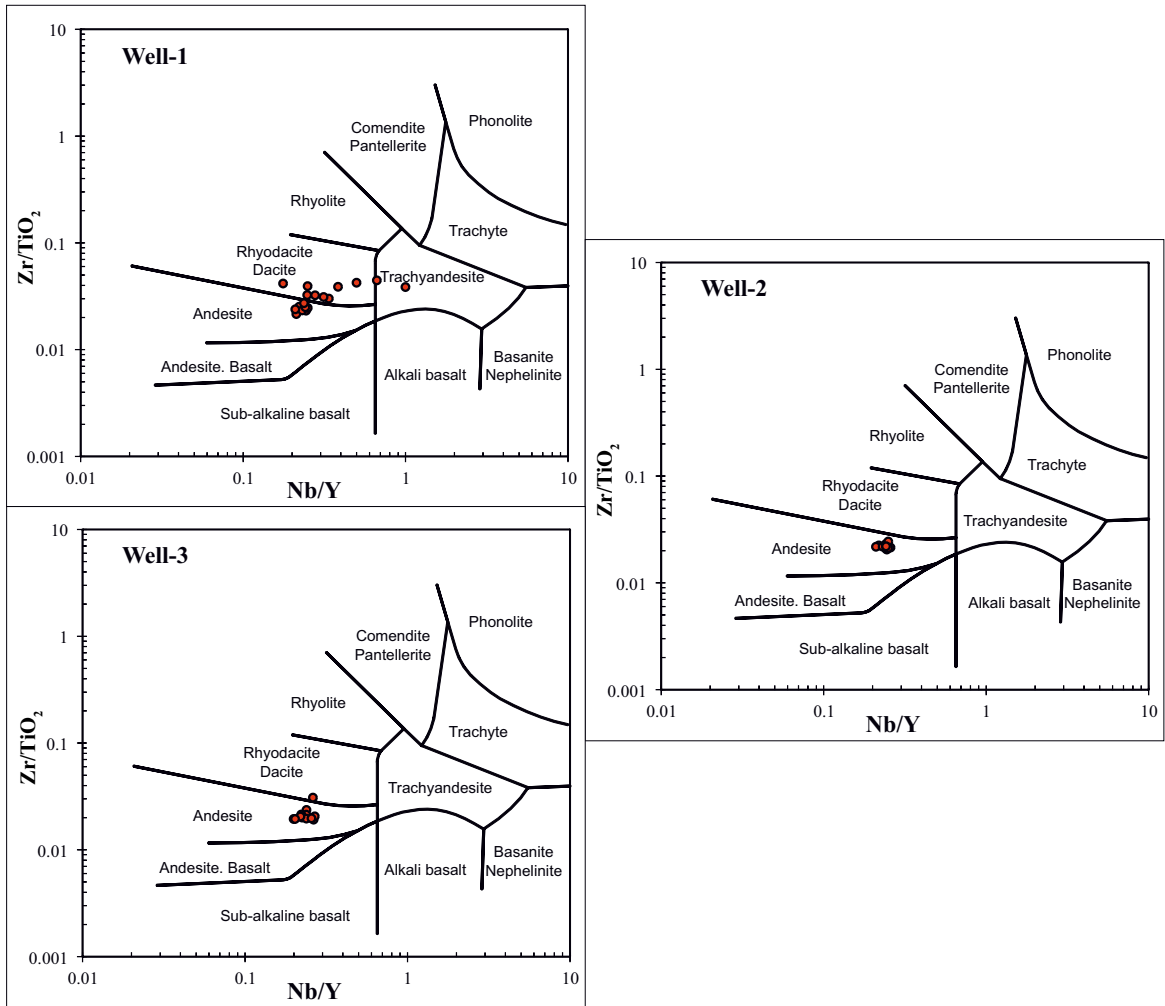 10
Well-1
Phonolite
1
Comendite
Pantellerite
Rhyolite
Zr/TiO₂
0.1
Trachyte
Rhyodacite
Dacite
Trachyandesite
Andesite
0.01
Andesite. Basalt
Alkali basalt
Basanite
Nephelinite
Sub-alkaline basalt
0.001
0.01
0.1
1
10
Nb/Y
10
Well-2
Phonolite
1
Comendite
Pantellerite
Rhyolite
Zr/TiO₂
0.1
Trachyte
Rhyodacite
Dacite
Trachyandesite
Andesite
0.01
Andesite. Basalt
Alkali basalt
Basanite
Nephelinite
Sub-alkaline basalt
0.001
0.01
0.1
1
10
Nb/Y
10
Well-3
Phonolite
1
Comendite
Pantellerite
Rhyolite
Zr/TiO₂
0.1
Trachyte
Rhyodacite
Dacite
Trachyandesite
Andesite
0.01
Andesite. Basalt
Alkali basalt
Basanite
Nephelinite
Sub-alkaline basalt
0.001
0.01
0.1
1
10
Nb/Y